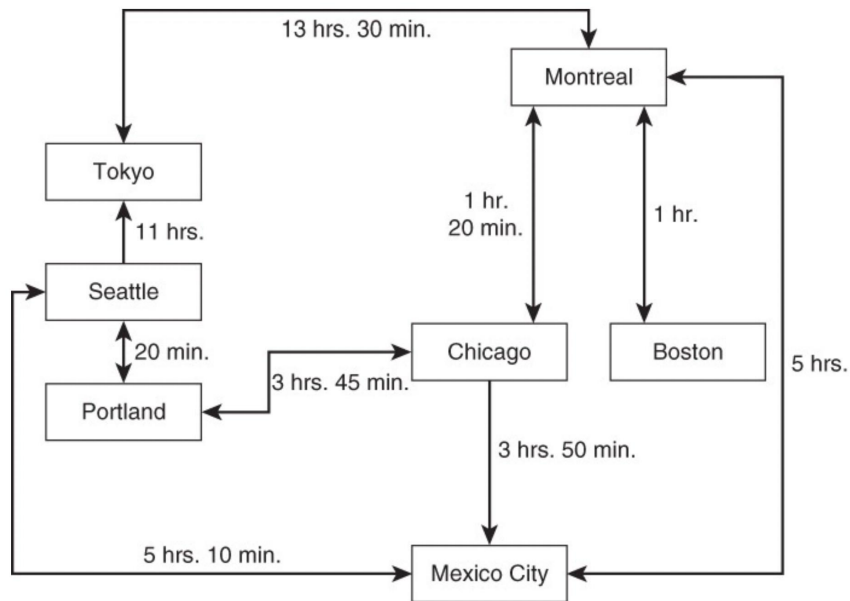 13 hrs. 30 min.
Montreal
Tokyo
1 hr.
20 min.
1 hr.
11 hrs.
Seattle
20 min.
Chicago
Boston
3 hrs. 45 min.
5 hrs.
Portland
3 hrs. 50 min.
5 hrs. 10 min.
Mexico City